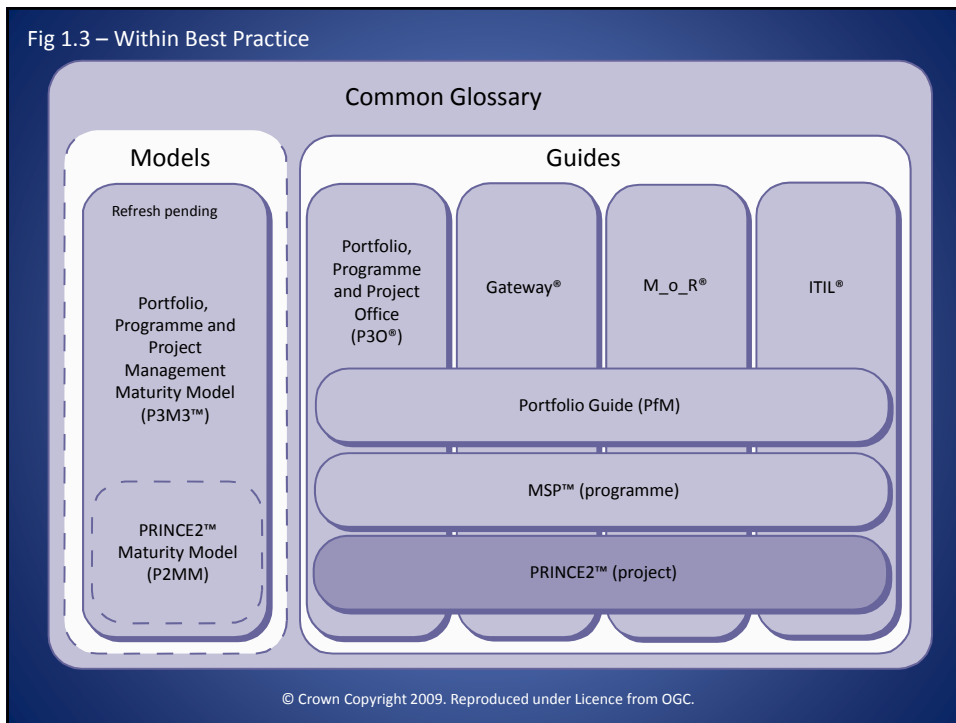 Fig 1.3 – Within Best Practice
Common Glossary
Models
Refresh pending
Portfolio,
Programme and
Project
Management
Maturity Model
(P3M3™)
PRINCE2™
Maturity Model
(P2MM)
Guides
Portfolio,
Programme
and Project
Office
(P3O®)
Gateway®
M_o_R®
ITIL®
Portfolio Guide (PfM)
MSP™ (programme)
PRINCE2™ (project)
© Crown Copyright 2009. Reproduced under Licence from OGC.